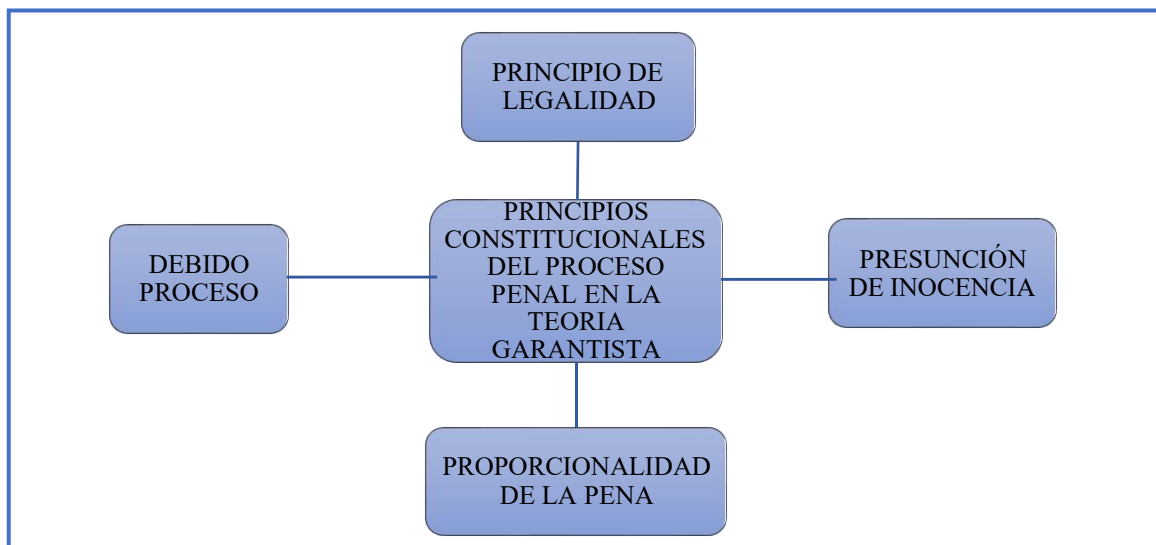 PRINCIPIO DE
LEGALIDAD
PRINCIPIOS
CONSTITUCIONALES
DEL PROCESO
PENAL EN LA
TEORIA
GARANTISTA
DEBIDO
PROCESO
PRESUNCIÓN
DE INOCENCIA
PROPORCIONALIDAD
DE LA PENA